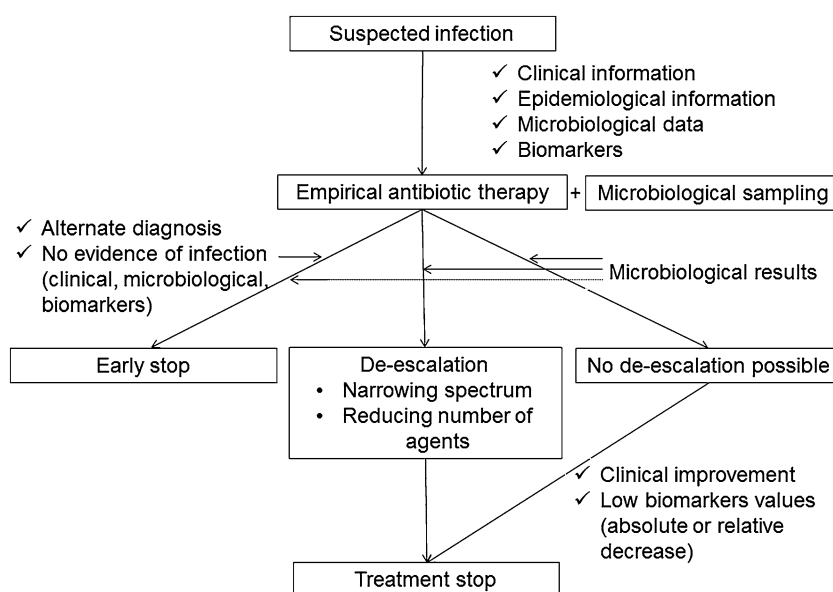 Suspected infection
✓ Clinical information
✓ Epidemiological information
✓ Microbiological data
✓ Biomarkers
Empirical antibiotic therapy + Microbiological sampling
✓ Alternate diagnosis
✓ No evidence of infection
(clinical, microbiological,
biomarkers)
Microbiological results
Early stop
De-escalation
• Narrowing spectrum
• Reducing number of
agents
No de-escalation possible
✓ Clinical improvement
✓ Low biomarkers values
(absolute or relative
decrease)
Treatment stop